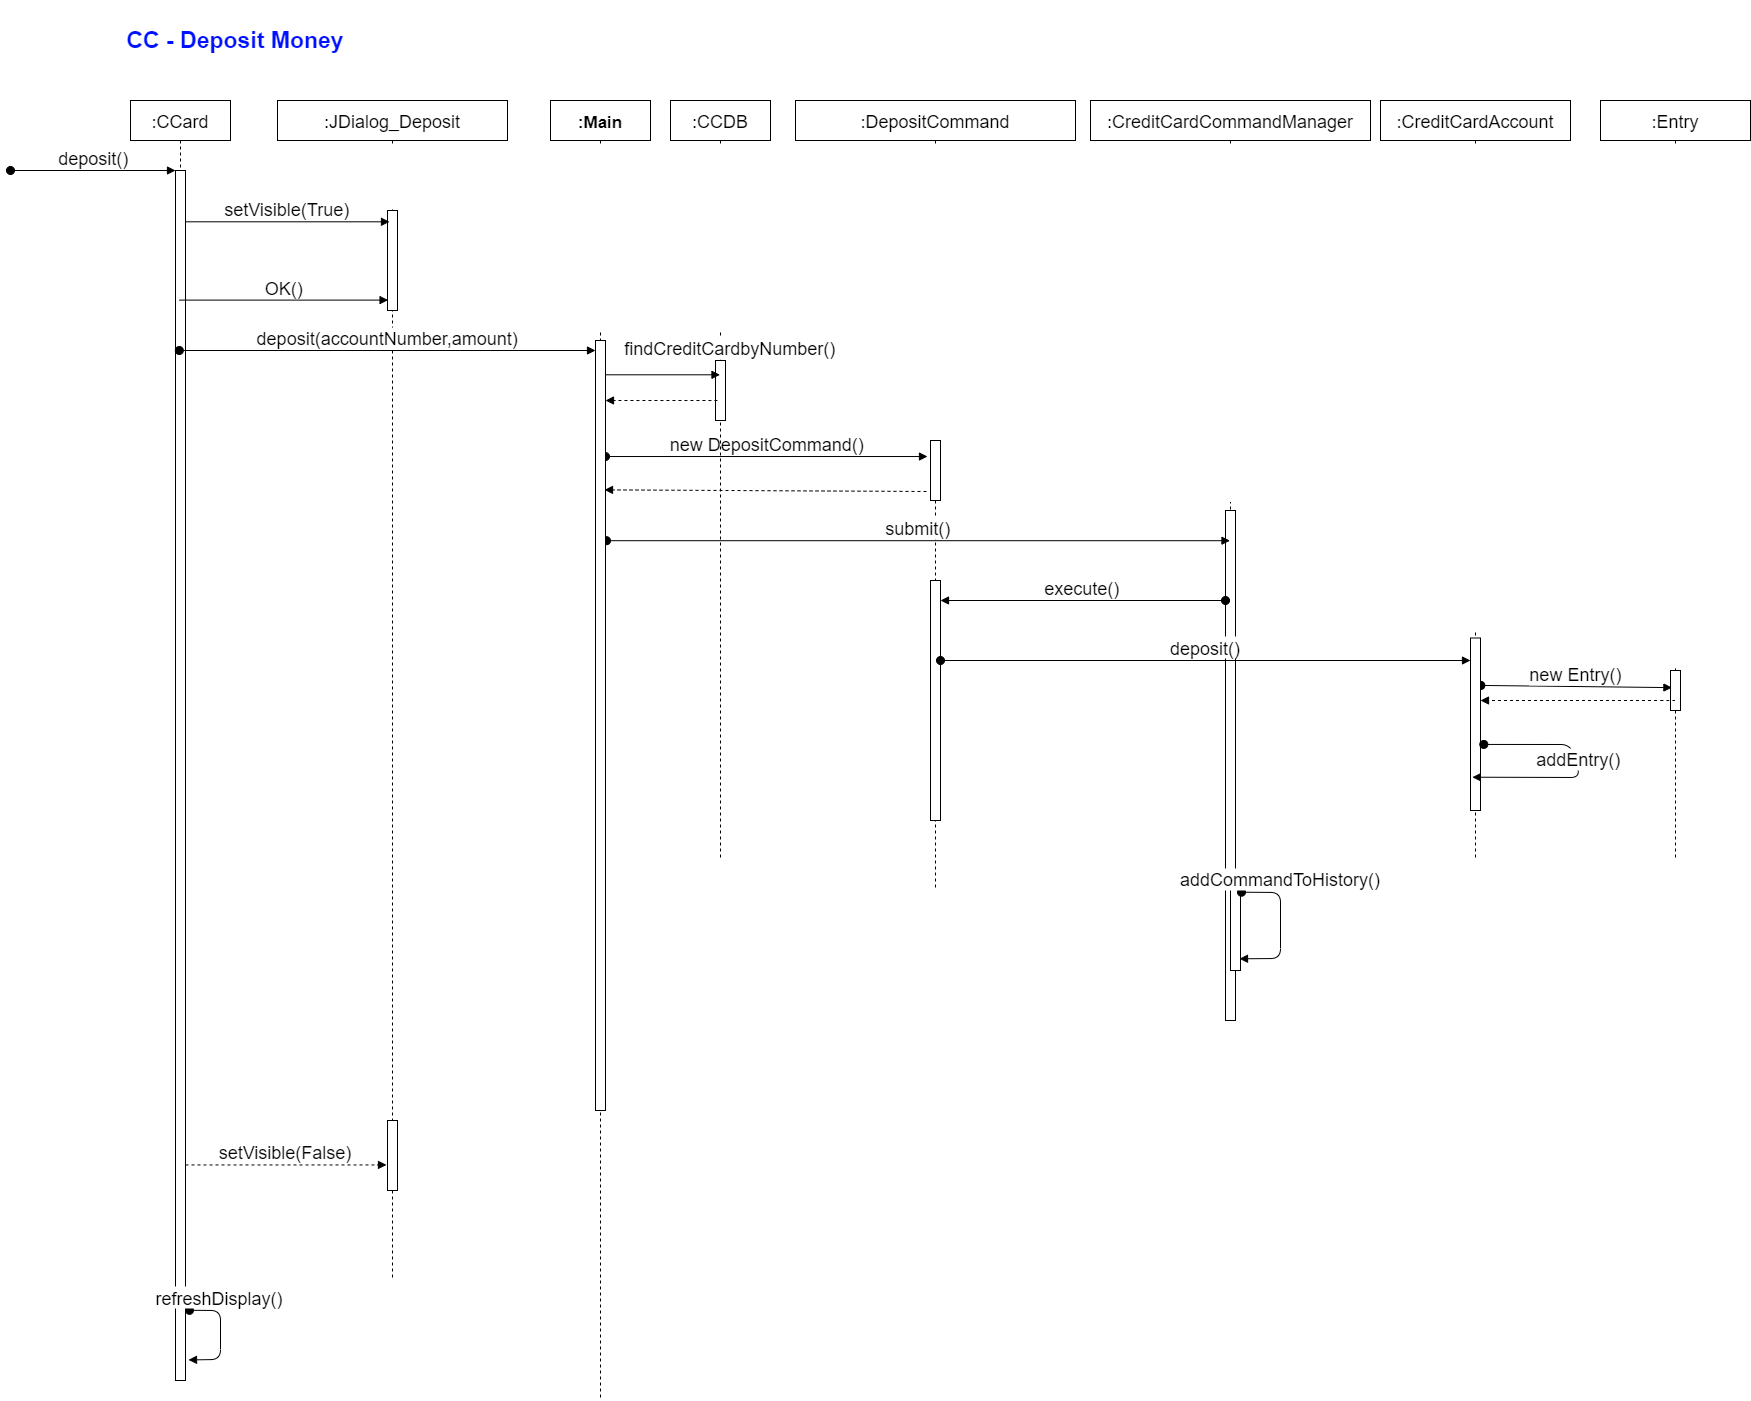 CC - Deposit Money
:CCard
:JDialog_Deposit
:Main
:CCDB
:DepositCommand
:CreditCardCommandManager
:CreditCardAccount
:Entry
deposit()
setVisible(True)
OK()
deposit(accountNumber,amount)
findCreditCardbyNumber()
new DepositCommand()
submit()
execute()
deposit()
new Entry()
addEntry()
addCommandToHistory()
setVisible(False)
refreshDisplay()